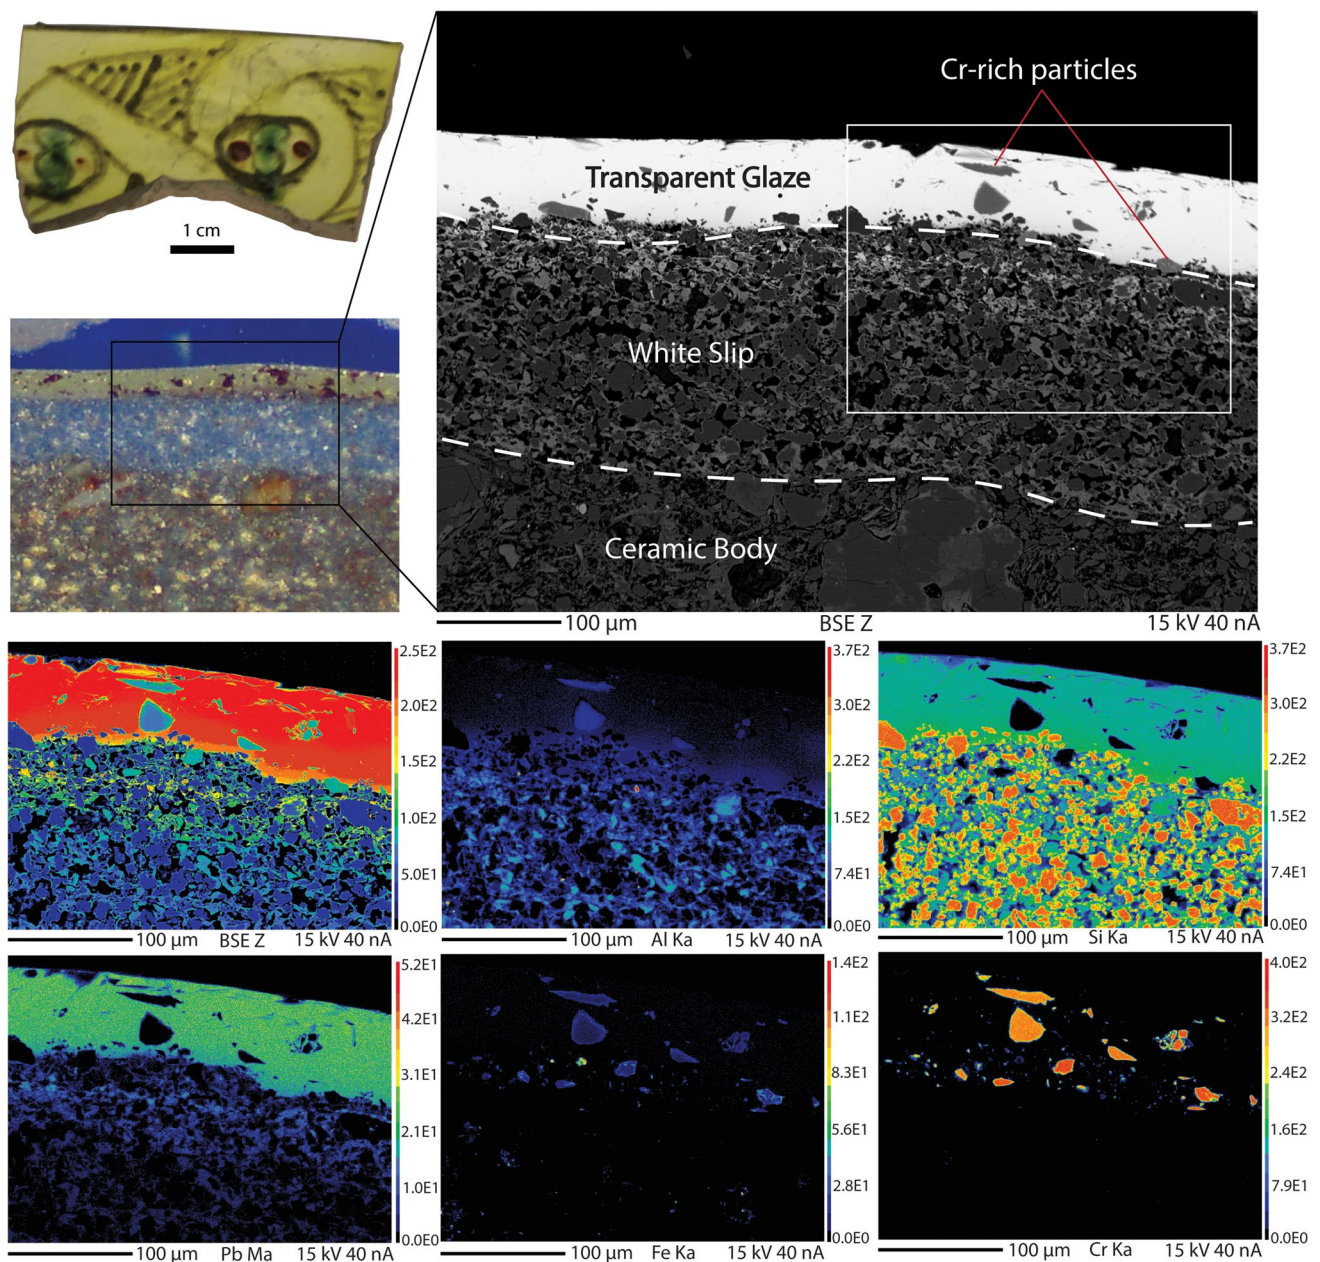 1 cm
Cr-rich particles
Transparent Glaze
White Slip
Ceramic Body
100 µm BSE Z 15 kV 40 nA
2.5E2
2.0E2
1.5E2
1.0E2
5.0E1
0.0E0
100 µm BSE Z 15 kV 40 nA
3.7E2
3.0E2
2.2E2
1.5E2
7.4E1
0.0E0
100 µm Al Ka 15 kV 40 nA
3.7E2
3.0E2
2.2E2
1.5E2
7.4E1
0.0E0
100 µm Si Ka 15 kV 40 nA
5.2E1
4.2E1
3.1E1
2.1E1
1.0E1
0.0E0
100 µm Pb Ma 15 kV 40 nA
1.4E2
1.1E2
8.3E1
5.6E1
2.8E1
0.0E0
100 µm Fe Ka 15 kV 40 nA
4.0E2
3.2E2
2.4E2
1.6E2
7.9E1
0.0E0
100 µm Cr Ka 15 kV 40 nA